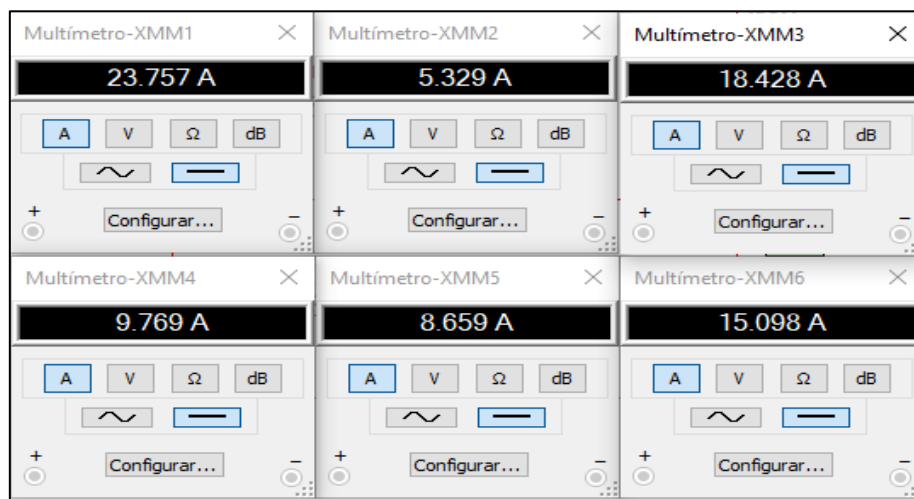 Multímetro-XMM1 ×
23.757 A
A V Ω dB
+ Configurar... −
Multímetro-XMM2 ×
5.329 A
A V Ω dB
+ Configurar... −
Multímetro-XMM3 ×
18.428 A
A V Ω dB
+ Configurar... −
Multímetro-XMM4 ×
9.769 A
A V Ω dB
+ Configurar... −
Multímetro-XMM5 ×
8.659 A
A V Ω dB
+ Configurar... −
Multímetro-XMM6 ×
15.098 A
A V Ω dB
+ Configurar... −